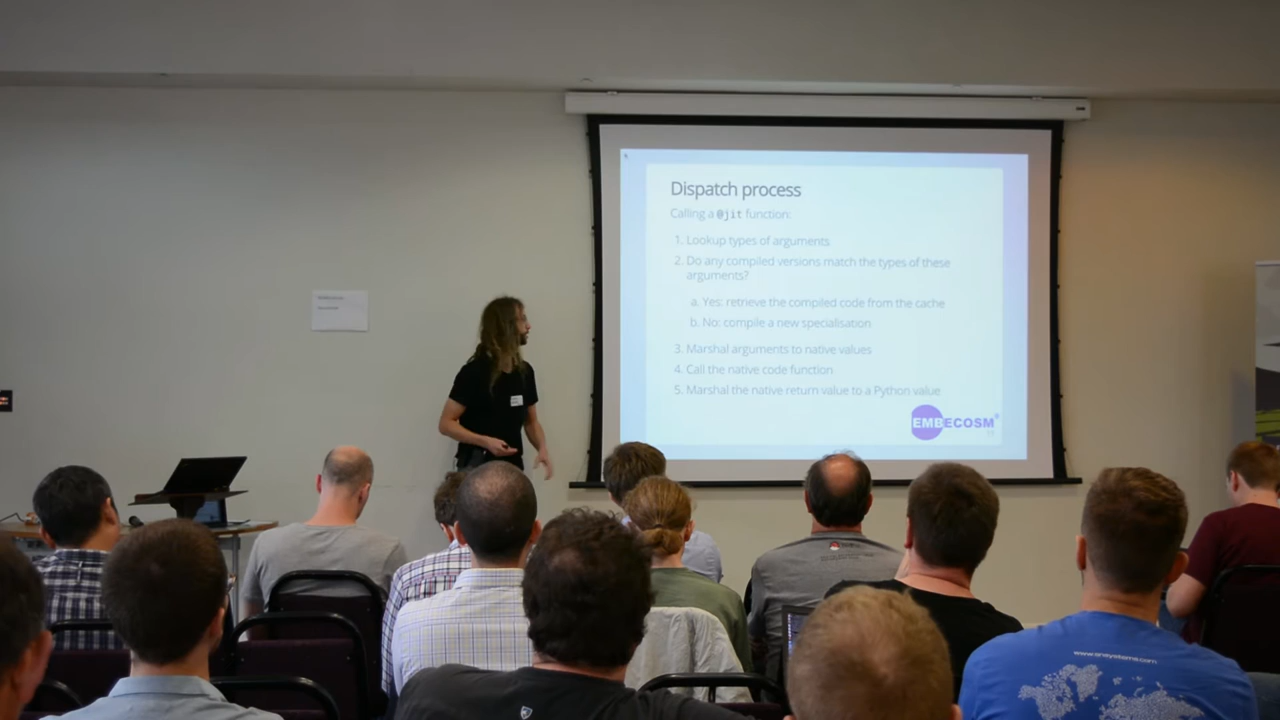 Dispatch process
Calling a @jit function:
1. Lookup types of arguments
2. Do any compiled versions match the types of these
arguments?
a. Yes: retrieve the compiled code from the cache
b. No: compile a new specialisation
3. Marshal arguments to native values
4. Call the native code function
5. Marshal the native return value to a Python value
EMBECOSM®